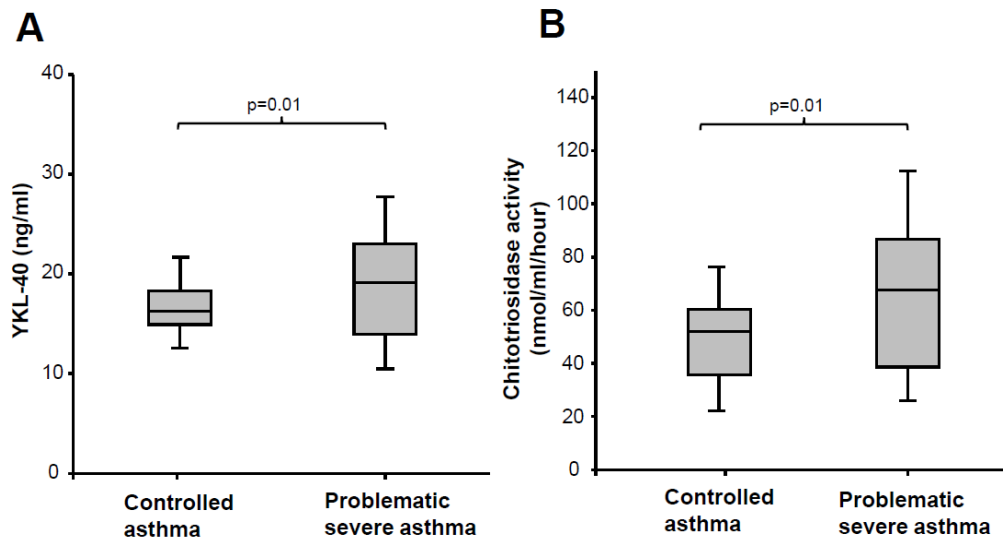 A
YKL-40 (ng/ml)
40
30
20
10
0
p=0.01
Controlled
asthma
Problematic
severe asthma
B
Chitotriosidase activity
(nmol/ml/hour)
140
120
100
80
60
40
20
0
p=0.01
Controlled
asthma
Problematic
severe asthma